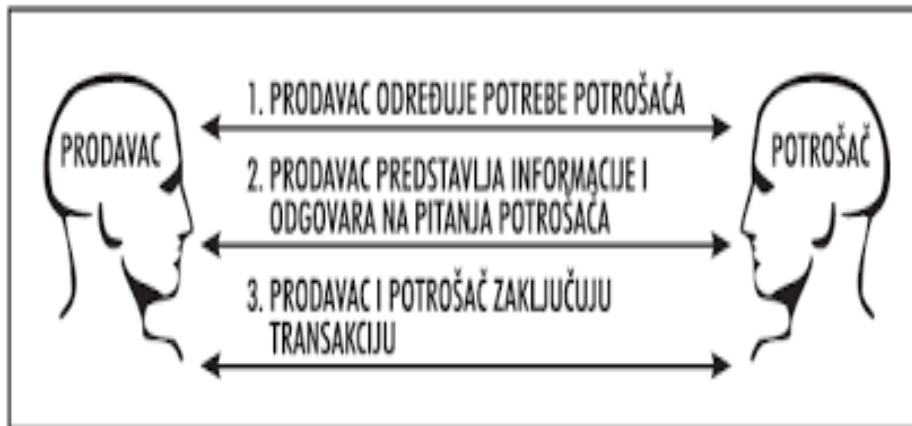 PRODAVAC
1. PRODAVAC ODREĐUJE POTREBE POTROŠAČA
2. PRODAVAC PREDSTAVLJA INFORMACIJE I
ODGOVARA NA PITANJA POTROŠAČA
3. PRODAVAC I POTROŠAČ ZAKLJUČUJU
TRANSAKCIJU
POTROŠAČ